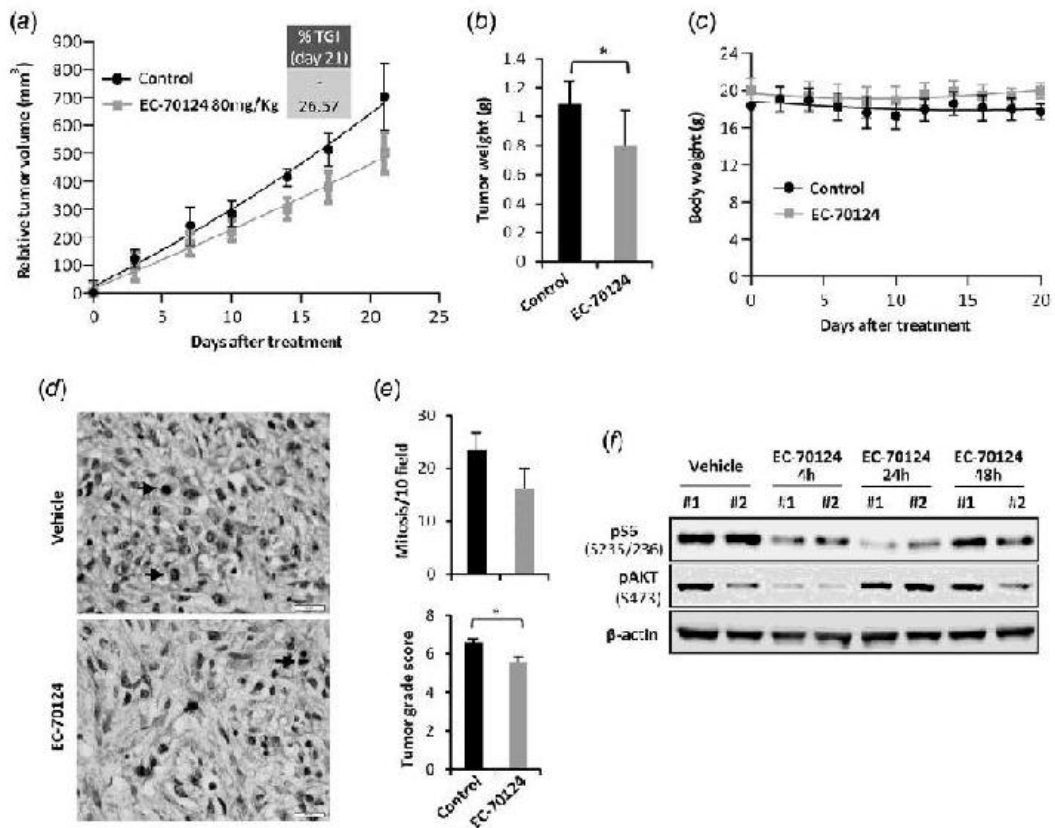 (a)
% TGI
(day 21)
-
26.57
900
800
700
600
500
400
300
200
100
0
Relative tumor volume (mm³)
Control
EC-70124 80mg/Kg
0 5 10 15 20 25
Days after treatment
(b)
*
1.4
1.2
1
0.8
0.6
0.4
0.2
0
Tumor weight (g)
Control
EC-70124
(c)
24
20
16
12
8
4
0
Body weight (g)
Control
EC-70124
0 5 10 15 20
Days after treatment
(d)
Vehicle
EC-70124
(e)
30
20
10
0
Mitosis/10 field
*
8
6
4
2
0
Tumor grade score
Control
EC-70124
(f)
Vehicle
EC-70124
4h
EC-70124
24h
EC-70124
48h
#1 #2 #1 #2 #1 #2 #1 #2
pS6
(S235/236)
pAKT
(S473)
β-actin